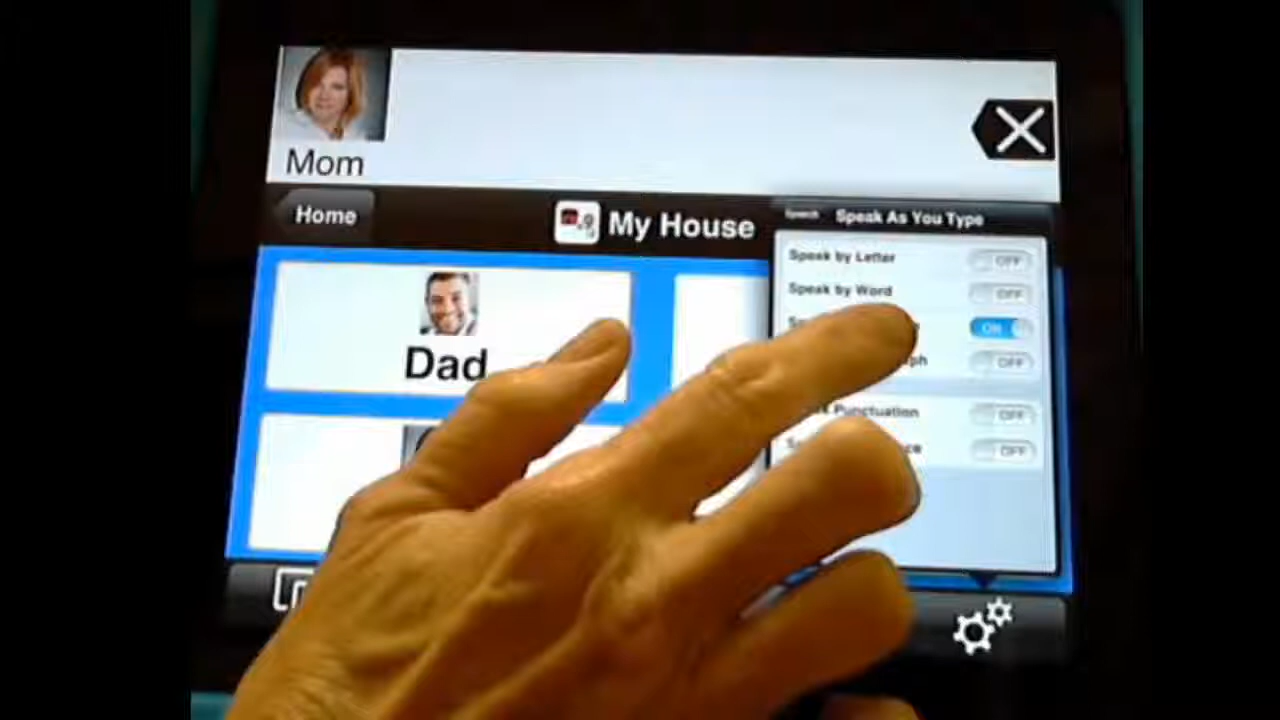 Mom
Home
My House
Speech
Speak As You Type
Dad
Speak by Letter
OFF
Speak by Word
OFF
ON
OFF
Punctuation
OFF
OFF